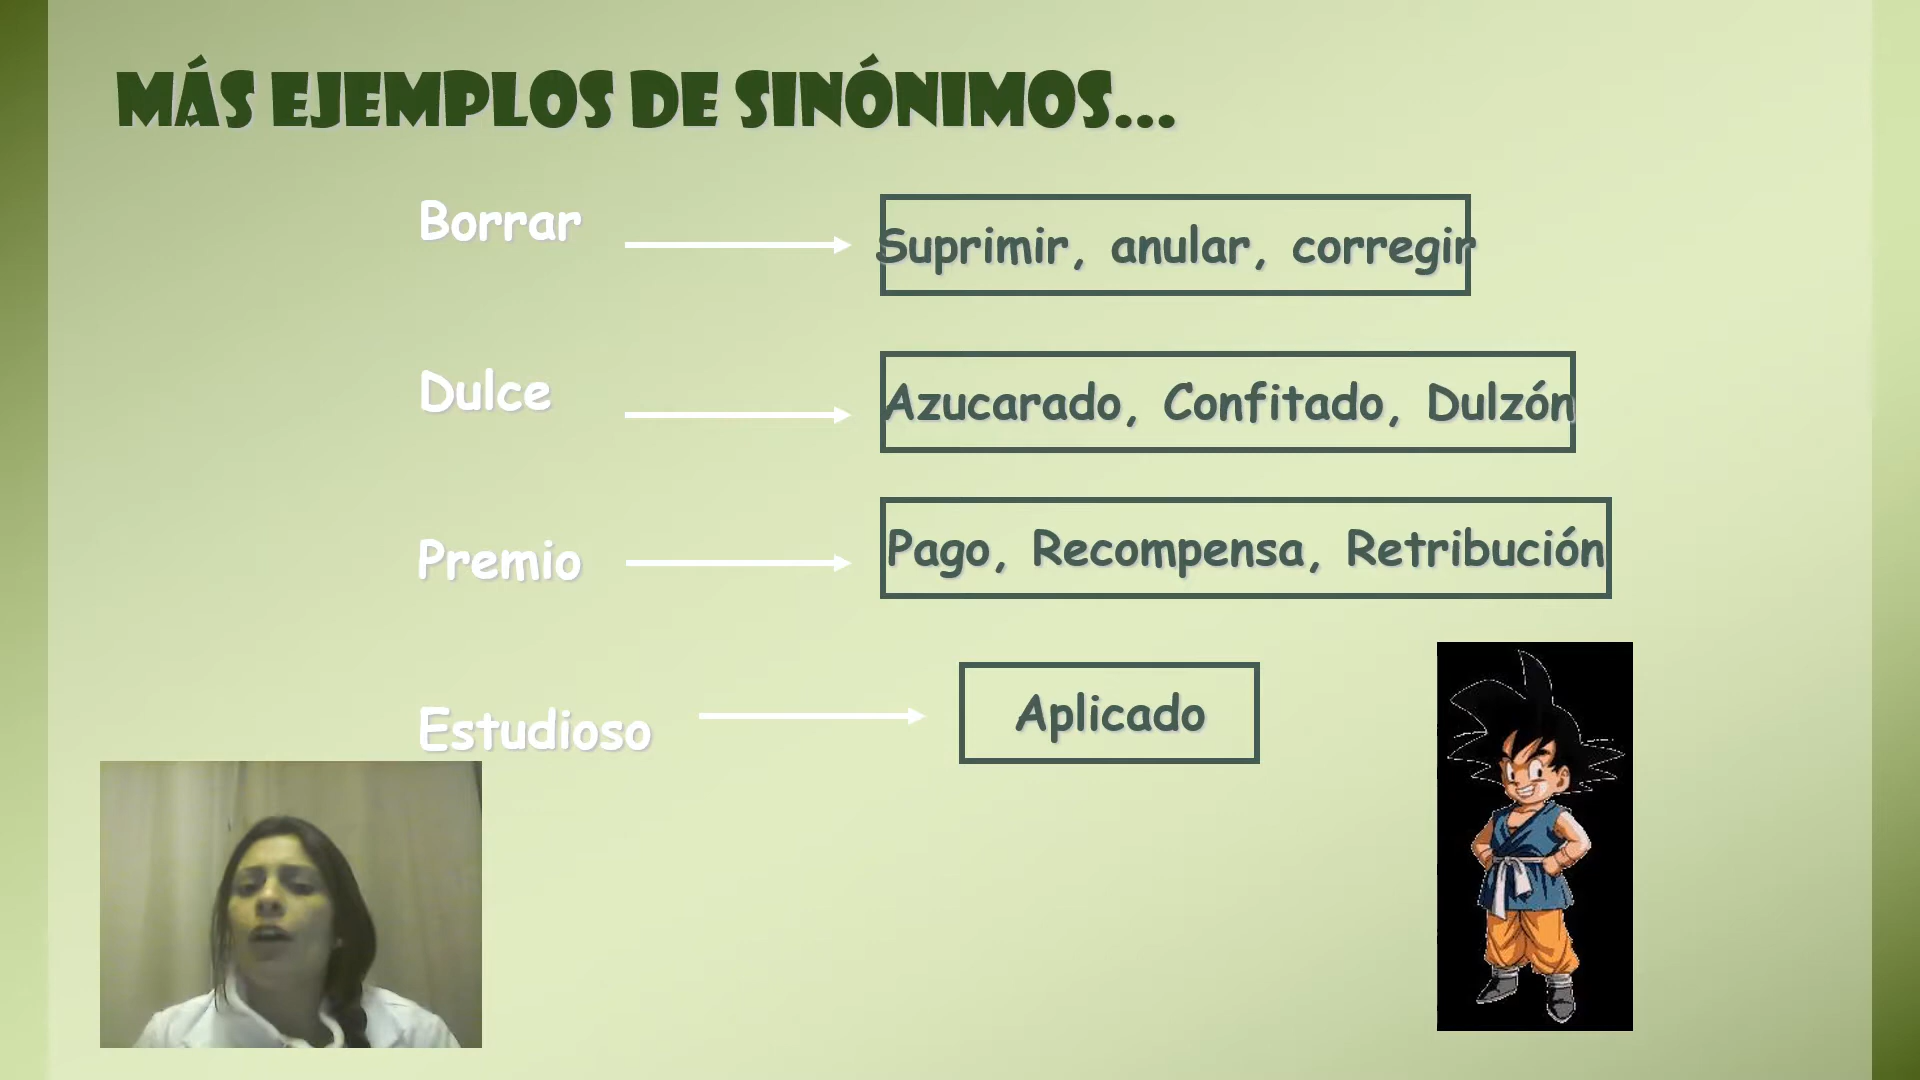 MÁS EJEMPLOS DE SINÓNIMOS...
Borrar
Suprimir, anular, corregir
Dulce
Azucarado, Confitado, Dulzón
Premio
Pago, Recompensa, Retribución
Estudioso
Aplicado